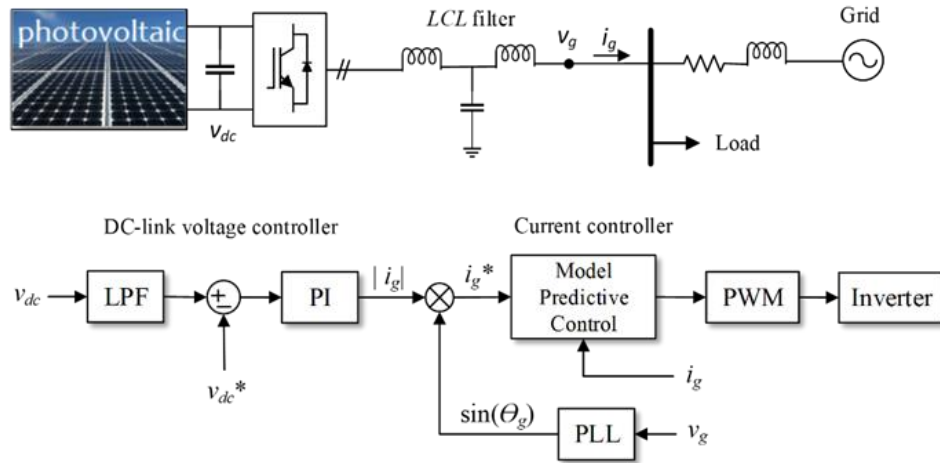 photovoltaic
v_dc
LCL filter
v_g
i_g
Grid
Load
DC-link voltage controller
Current controller
v_dc
LPF
+
−
v_dc*
PI
| i_g|
i_g*
Model
Predictive
Control
PWM
Inverter
i_g
sin(Θ_g)
PLL
v_g